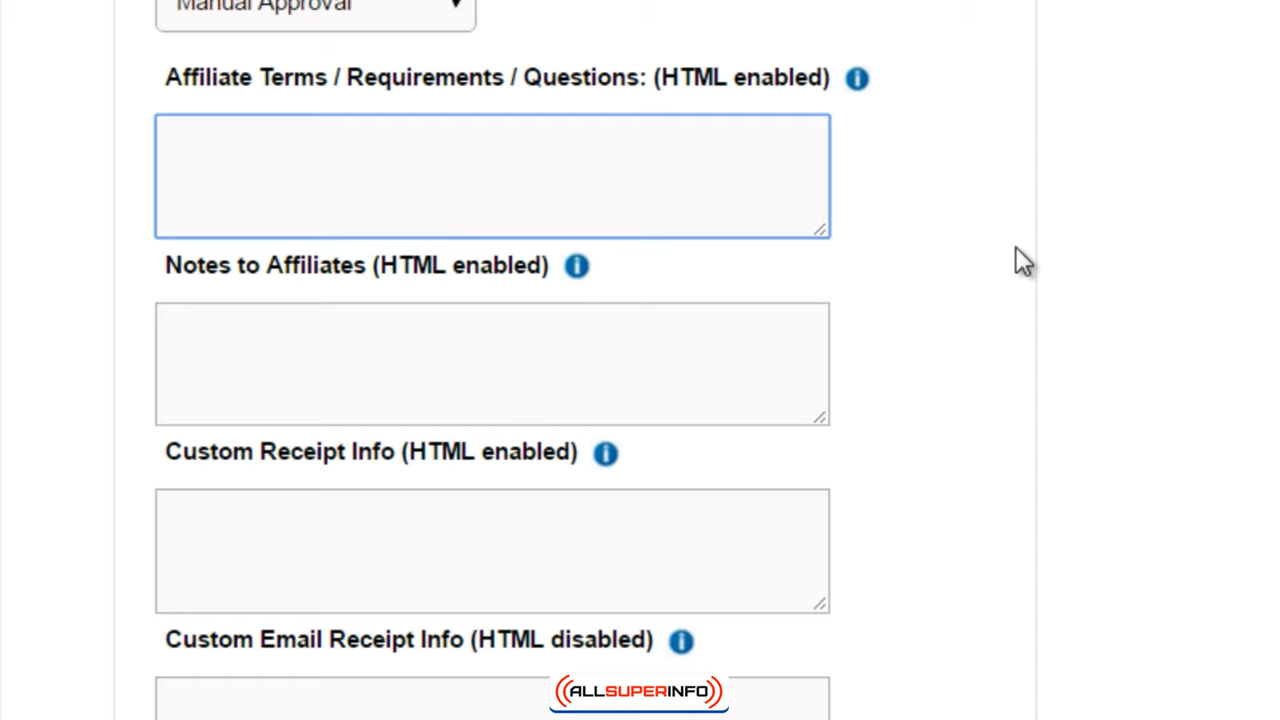 Manual Approval
Affiliate Terms / Requirements / Questions: (HTML enabled)
Notes to Affiliates (HTML enabled)
Custom Receipt Info (HTML enabled)
Custom Email Receipt Info (HTML disabled)
ALLSUPERINFO